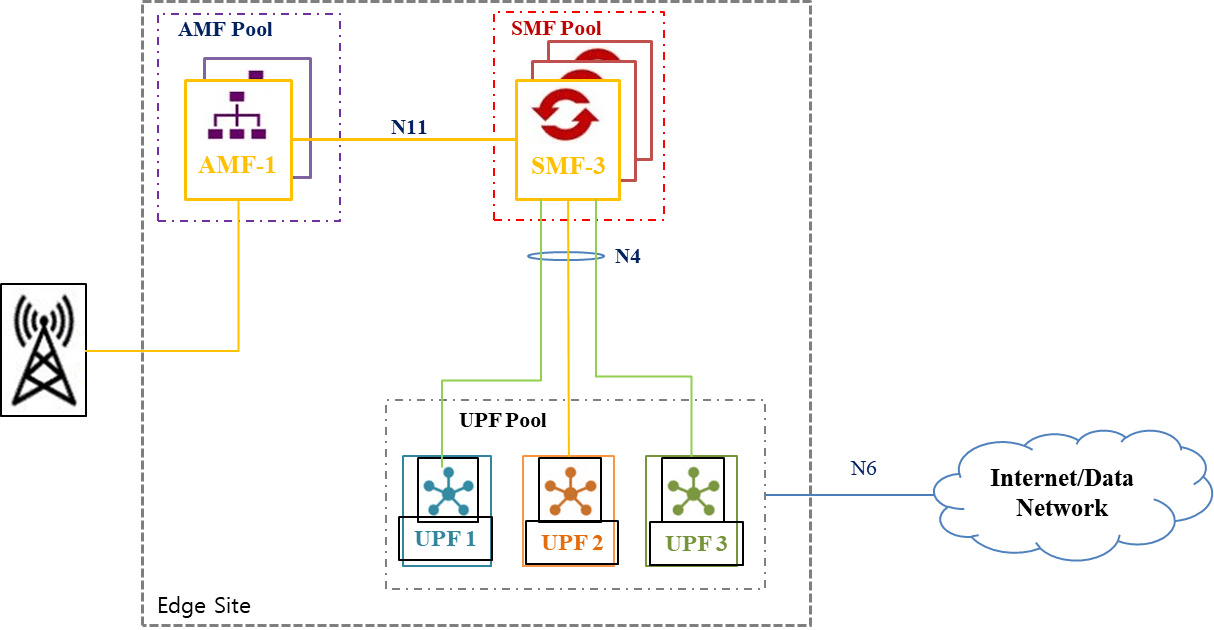 AMF Pool
SMF Pool
N11
AMF-1
SMF-3
N4
UPF Pool
N6
Internet/Data
Network
UPF 1
UPF 2
UPF 3
Edge Site